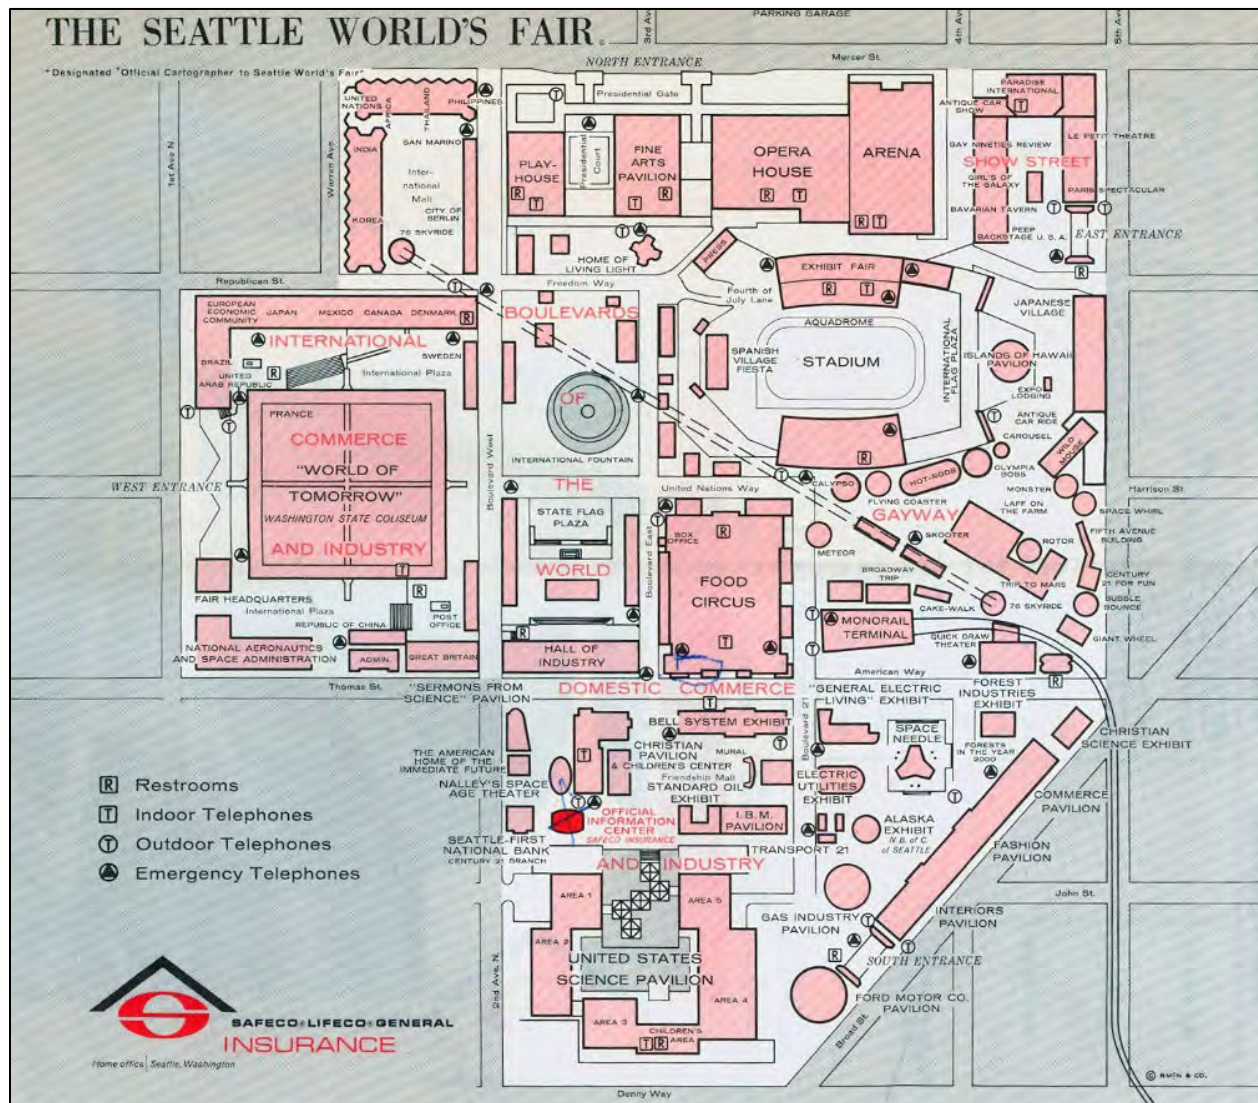 THE SEATTLE WORLD'S FAIR
"Designated "Official Cartographer to Seattle World's Fair"
PARKING GARAGE
3rd Av
4th Av
5th Av
Mercer St.
NORTH ENTRANCE
Presidential Gate
1st Ave N.
Warren Ave.
UNITED NATIONS
AFRICA
THAILAND
PHILIPPINES
SAN MARINO
INDIA
KOREA
International Mall
CITY OF BERLIN
76 SKYRIDE
PLAYHOUSE
Presidential Court
FINE ARTS PAVILION
OPERA HOUSE
ARENA
ANTIQUE CAR SHOW
PARADISE INTERNATIONAL
LE PETIT THEATRE
GAY NINETIES REVIEW
SHOW STREET
GIRL'S OF THE GALAXY
PARIS SPECTACULAR
BAVARIAN TAVERN
PEEP
BACKSTAGE U.S.A.
EAST ENTRANCE
HOME OF LIVING LIGHT
PRESS
EXHIBIT FAIR
Republican St.
Freedom Way
Fourth of July Lane
EUROPEAN ECONOMIC COMMUNITY
JAPAN
MEXICO
CANADA
DENMARK
BOULEVARDS
AQUADROME
JAPANESE VILLAGE
INTERNATIONAL
SWEDEN
BRAZIL
UNITED ARAB REPUBLIC
International Plaza
SPANISH VILLAGE FIESTA
STADIUM
INTERNATIONAL FLAG PLAZA
ISLANDS OF HAWAII PAVILION
EXPO LODGING
FRANCE
COMMERCE
"WORLD OF
TOMORROW"
WASHINGTON STATE COLISEUM
AND INDUSTRY
WEST ENTRANCE
Boulevard West
OF
INTERNATIONAL FOUNTAIN
THE
ANTIQUE CAR RIDE
CAROUSEL
WILD MOUSE
OLYMPIA BOBS
HOT-RODS
CALYPSO
FLYING COASTER
MONSTER
Harrison St.
United Nations Way
GAYWAY
LAFF ON THE FARM
SPACE WHIRL
STATE FLAG PLAZA
BOX OFFICE
SKOOTER
ROTOR
FIFTH AVENUE BUILDING
METEOR
Boulevard East
WORLD
FOOD CIRCUS
BROADWAY TRIP
TRIP TO MARS
CENTURY 21 FOR FUN
FAIR HEADQUARTERS
CAKE-WALK
76 SKYRIDE
BUBBLE BOUNCE
International Plaza
POST OFFICE
REPUBLIC OF CHINA
MONORAIL TERMINAL
QUICK DRAW THEATER
GIANT WHEEL
NATIONAL AERONAUTICS AND SPACE ADMINISTRATION
ADMIN.
GREAT BRITAIN
HALL OF INDUSTRY
American Way
Thomas St.
"SERMONS FROM SCIENCE" PAVILION
DOMESTIC COMMERCE
"GENERAL ELECTRIC LIVING" EXHIBIT
FOREST INDUSTRIES EXHIBIT
BELL SYSTEM EXHIBIT
Boulevard 21
SPACE NEEDLE
FORESTS IN THE YEAR 2000
CHRISTIAN SCIENCE EXHIBIT
THE AMERICAN HOME OF THE IMMEDIATE FUTURE
CHRISTIAN PAVILION & CHILDREN'S CENTER
MURAL
Friendship Mall
STANDARD OIL EXHIBIT
ELECTRIC UTILITIES EXHIBIT
COMMERCE PAVILION
NALLEY'S SPACE AGE THEATER
OFFICIAL INFORMATION CENTER
SAFECO INSURANCE
I.B.M. PAVILION
ALASKA EXHIBIT
N.B. of C. of SEATTLE
SEATTLE-FIRST NATIONAL BANK
CENTURY 21 BRANCH
AND INDUSTRY
TRANSPORT 21
FASHION PAVILION
R Restrooms
T Indoor Telephones
T Outdoor Telephones
Emergency Telephones
AREA 1
AREA 5
John St.
GAS INDUSTRY PAVILION
INTERIORS PAVILION
AREA 2
UNITED STATES SCIENCE PAVILION
SOUTH ENTRANCE
AREA 4
2nd Ave. N.
FORD MOTOR CO. PAVILION
AREA 3
CHILDREN'S AREA
Broad St.
Denny Way
SAFECO LIFECO GENERAL
INSURANCE
Home office Seattle, Washington
© RMCN & CO.